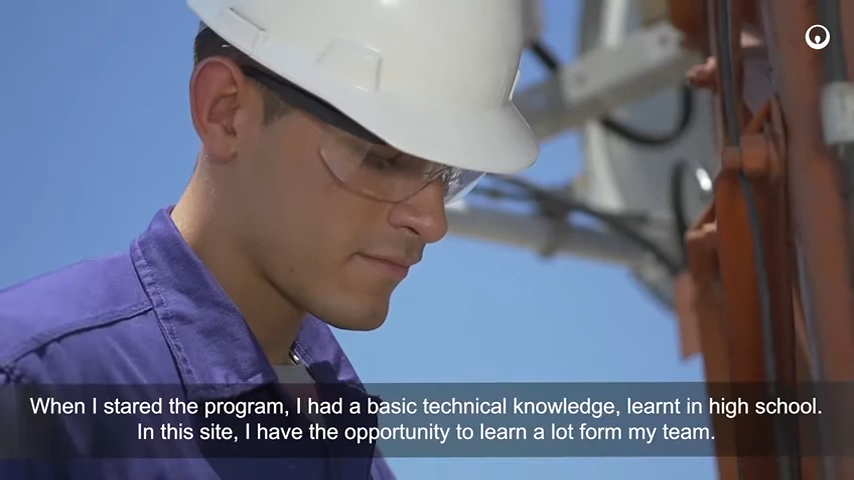 When I stared the program, I had a basic technical knowledge, learnt in high school.
In this site, I have the opportunity to learn a lot form my team.